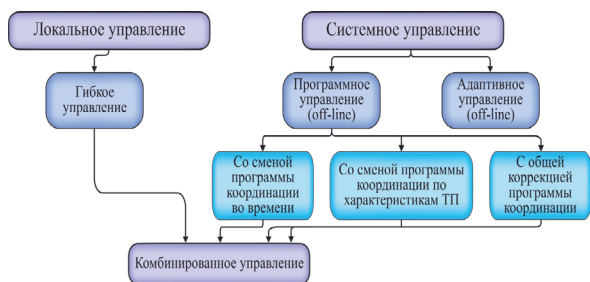 Локальное управление
Системное управление
Гибкое
управление
Программное
управление
(off-line)
Адаптивное
управление
(off-line)
Со сменой
программы
координации
во времени
Со сменой программы
координации по
характеристикам ТП
С общей
коррекцией
программы
координации
Комбинированное управление